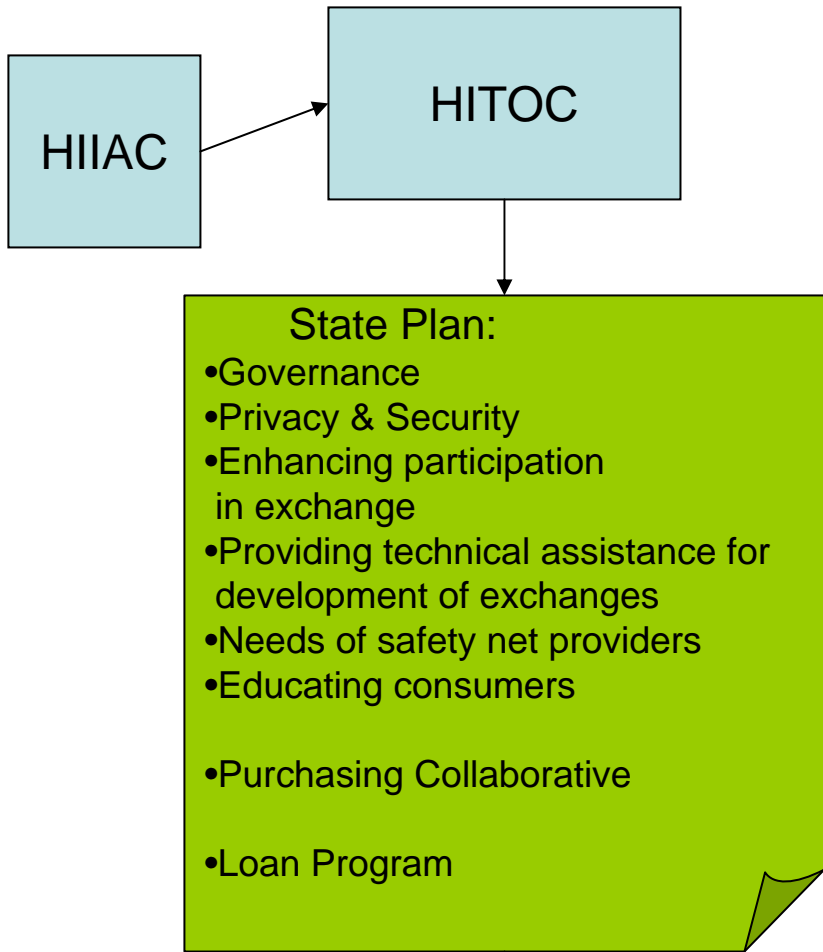 HIIAC
HITOC
State Plan:
•Governance
•Privacy & Security
•Enhancing participation
in exchange
•Providing technical assistance for
development of exchanges
•Needs of safety net providers
•Educating consumers
•Purchasing Collaborative
•Loan Program